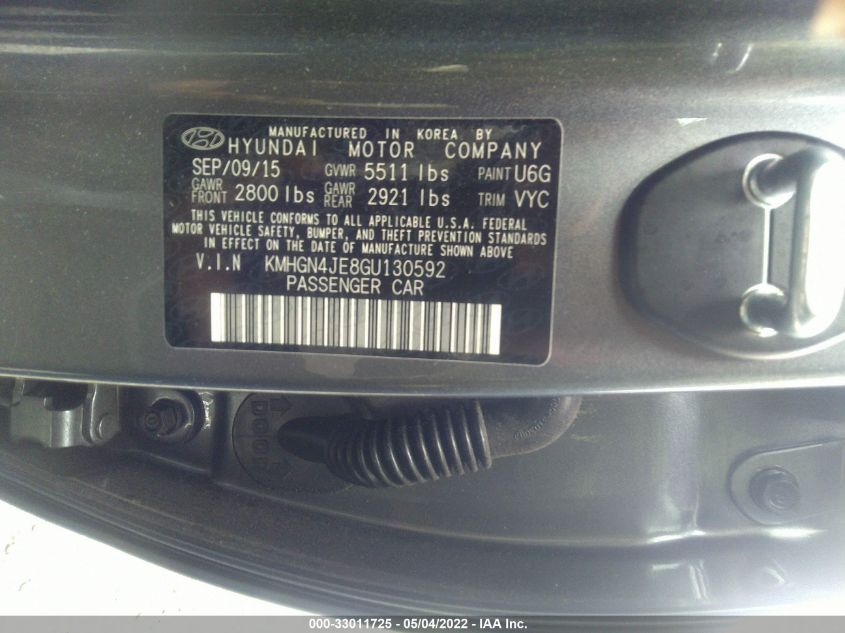 MANUFACTURED IN KOREA BY
HYUNDAI MOTOR COMPANY
SEP/09/15 GVWR 5511 lbs PAINT U6G
GAWR FRONT 2800 lbs GAWR REAR 2921 lbs TRIM VYC
THIS VEHICLE CONFORMS TO ALL APPLICABLE U.S.A. FEDERAL
MOTOR VEHICLE SAFETY, BUMPER, AND THEFT PREVENTION STANDARDS
IN EFFECT ON THE DATE OF MANUFACTURE SHOWN ABOVE
V.I.N KMHGN4JE8GU130592
PASSENGER CAR
DOOR
000-33011725 - 05/04/2022 - © IAA, Inc.